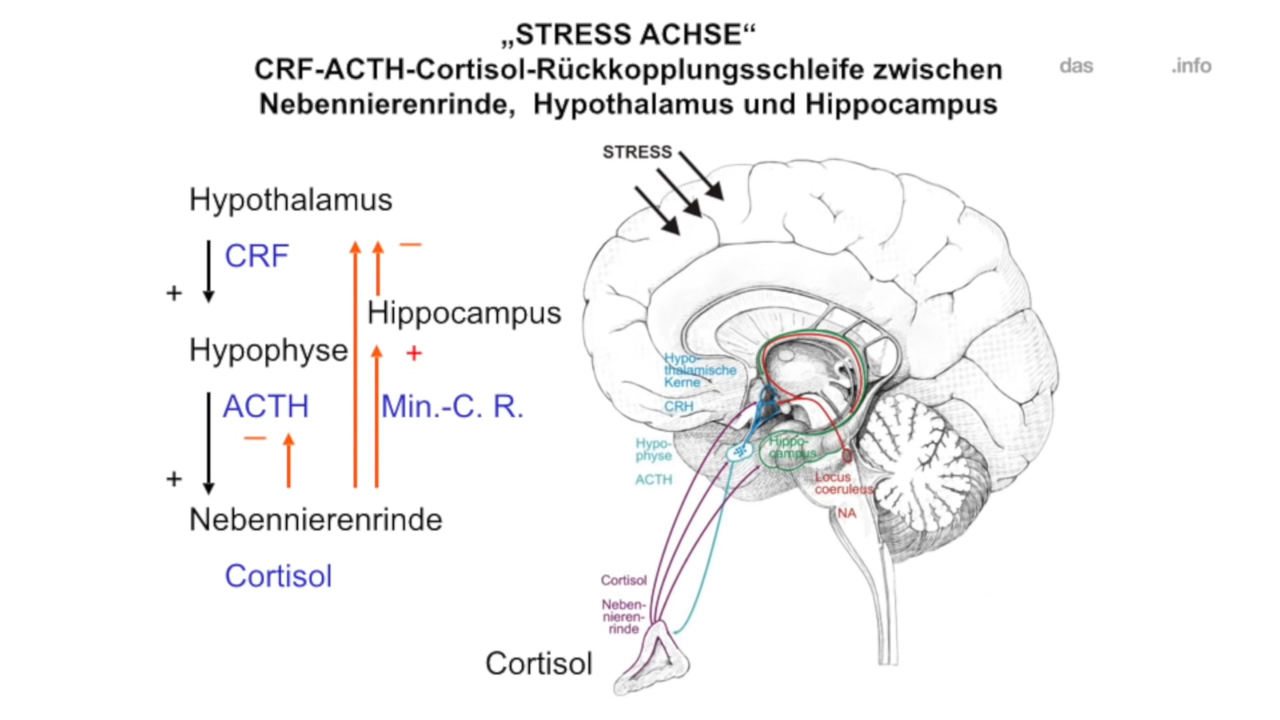 „STRESS ACHSE“
CRF-ACTH-Cortisol-Rückkopplungsschleife zwischen
Nebennierenrinde, Hypothalamus und Hippocampus
das .info
STRESS
Hypothalamus
CRF
–
+
Hippocampus
Hypophyse
+
ACTH
Min.-C. R.
–
+
Nebennierenrinde
Cortisol
Hypo-
thalamische
Kerne
CRH
Hypo-
physe
ACTH
Hippo-
campus
Locus
coeruleus
NA
Cortisol
Neben-
nieren-
rinde
Cortisol